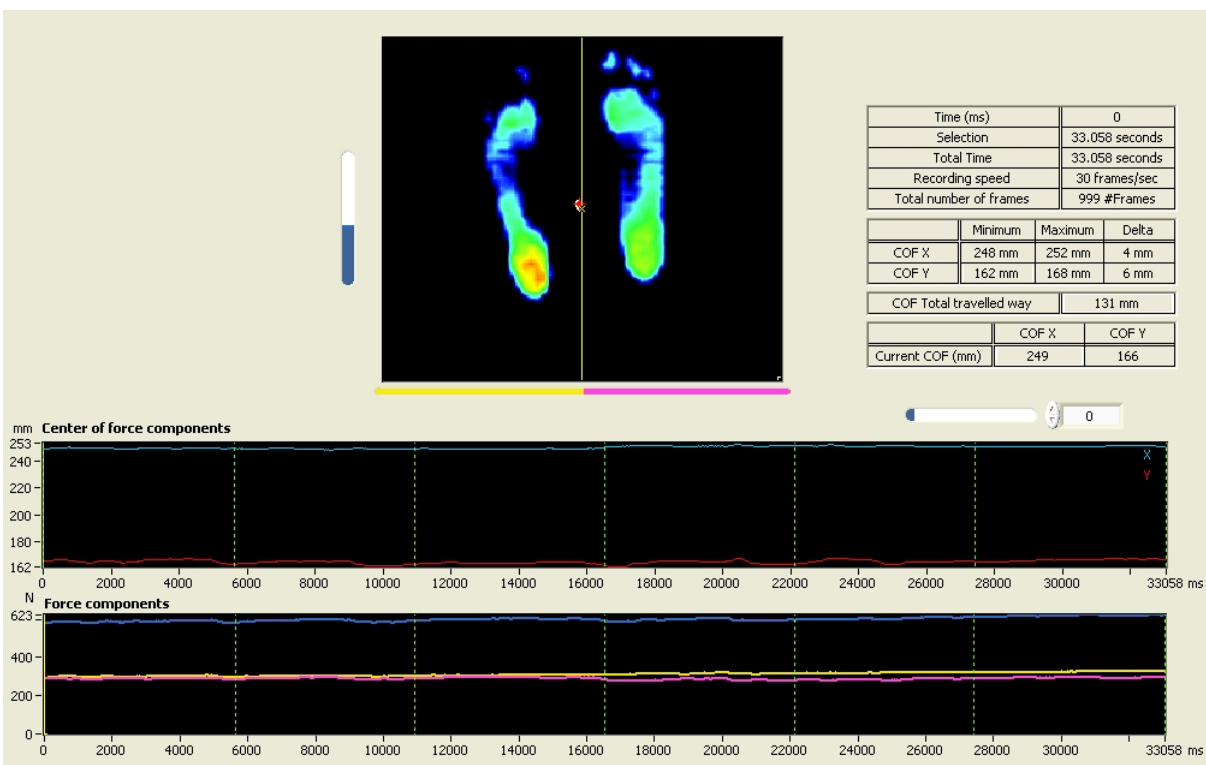 Time (ms) 0
Selection 33.058 seconds
Total Time 33.058 seconds
Recording speed 30 frames/sec
Total number of frames 999 #Frames
Minimum Maximum Delta
COF X 248 mm 252 mm 4 mm
COF Y 162 mm 168 mm 6 mm
COF Total travelled way 131 mm
COF X COF Y
Current COF (mm) 249 166
0
mm Center of force components
253
240
X
Y
220
200
180
162
0 2000 4000 6000 8000 10000 12000 14000 16000 18000 20000 22000 24000 26000 28000 30000 33058 ms
N Force components
623
400
200
0
0 2000 4000 6000 8000 10000 12000 14000 16000 18000 20000 22000 24000 26000 28000 30000 33058 ms